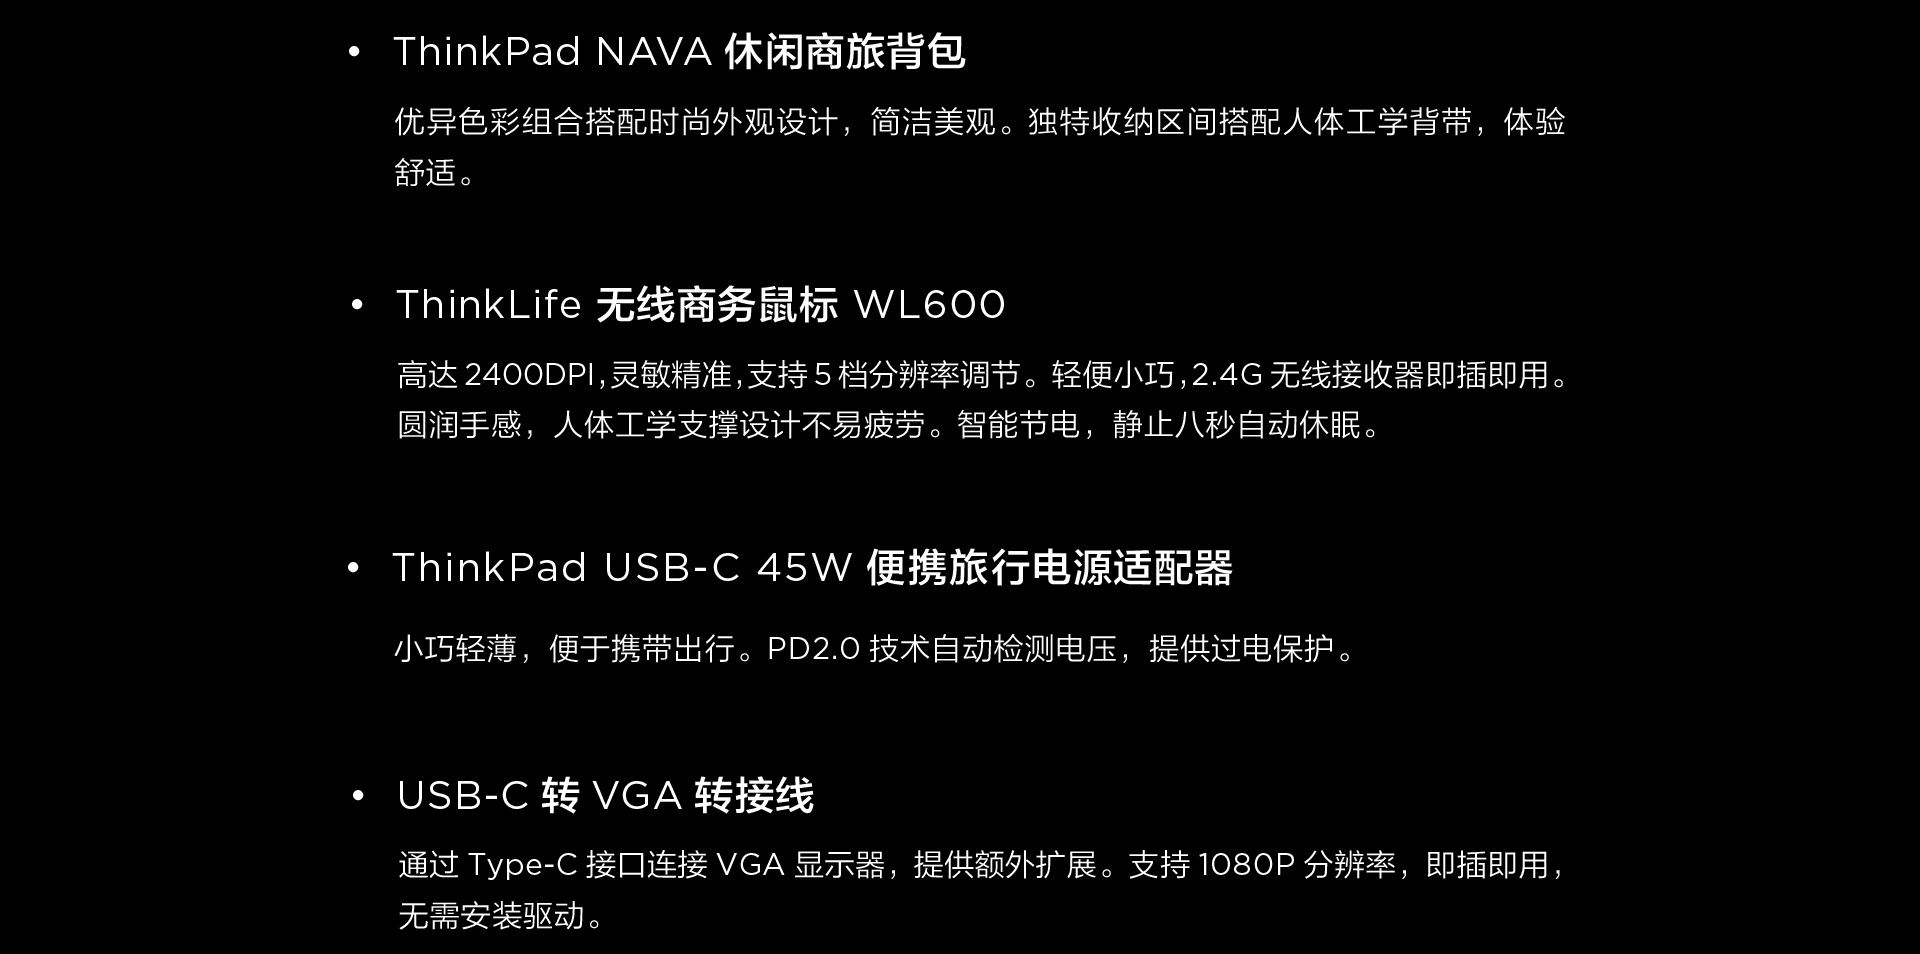 • ThinkPad NAVA 休闲商旅背包
优异色彩组合搭配时尚外观设计，简洁美观。独特收纳区间搭配人体工学背带，体验
舒适。
• ThinkLife 无线商务鼠标 WL600
高达 2400DPI，灵敏精准，支持 5 档分辨率调节。轻便小巧，2.4G 无线接收器即插即用。
圆润手感，人体工学支撑设计不易疲劳。智能节电，静止八秒自动休眠。
• ThinkPad USB-C 45W 便携旅行电源适配器
小巧轻薄，便于携带出行。PD2.0 技术自动检测电压，提供过电保护。
• USB-C 转 VGA 转接线
通过 Type-C 接口连接 VGA 显示器，提供额外扩展。支持 1080P 分辨率，即插即用，
无需安装驱动。